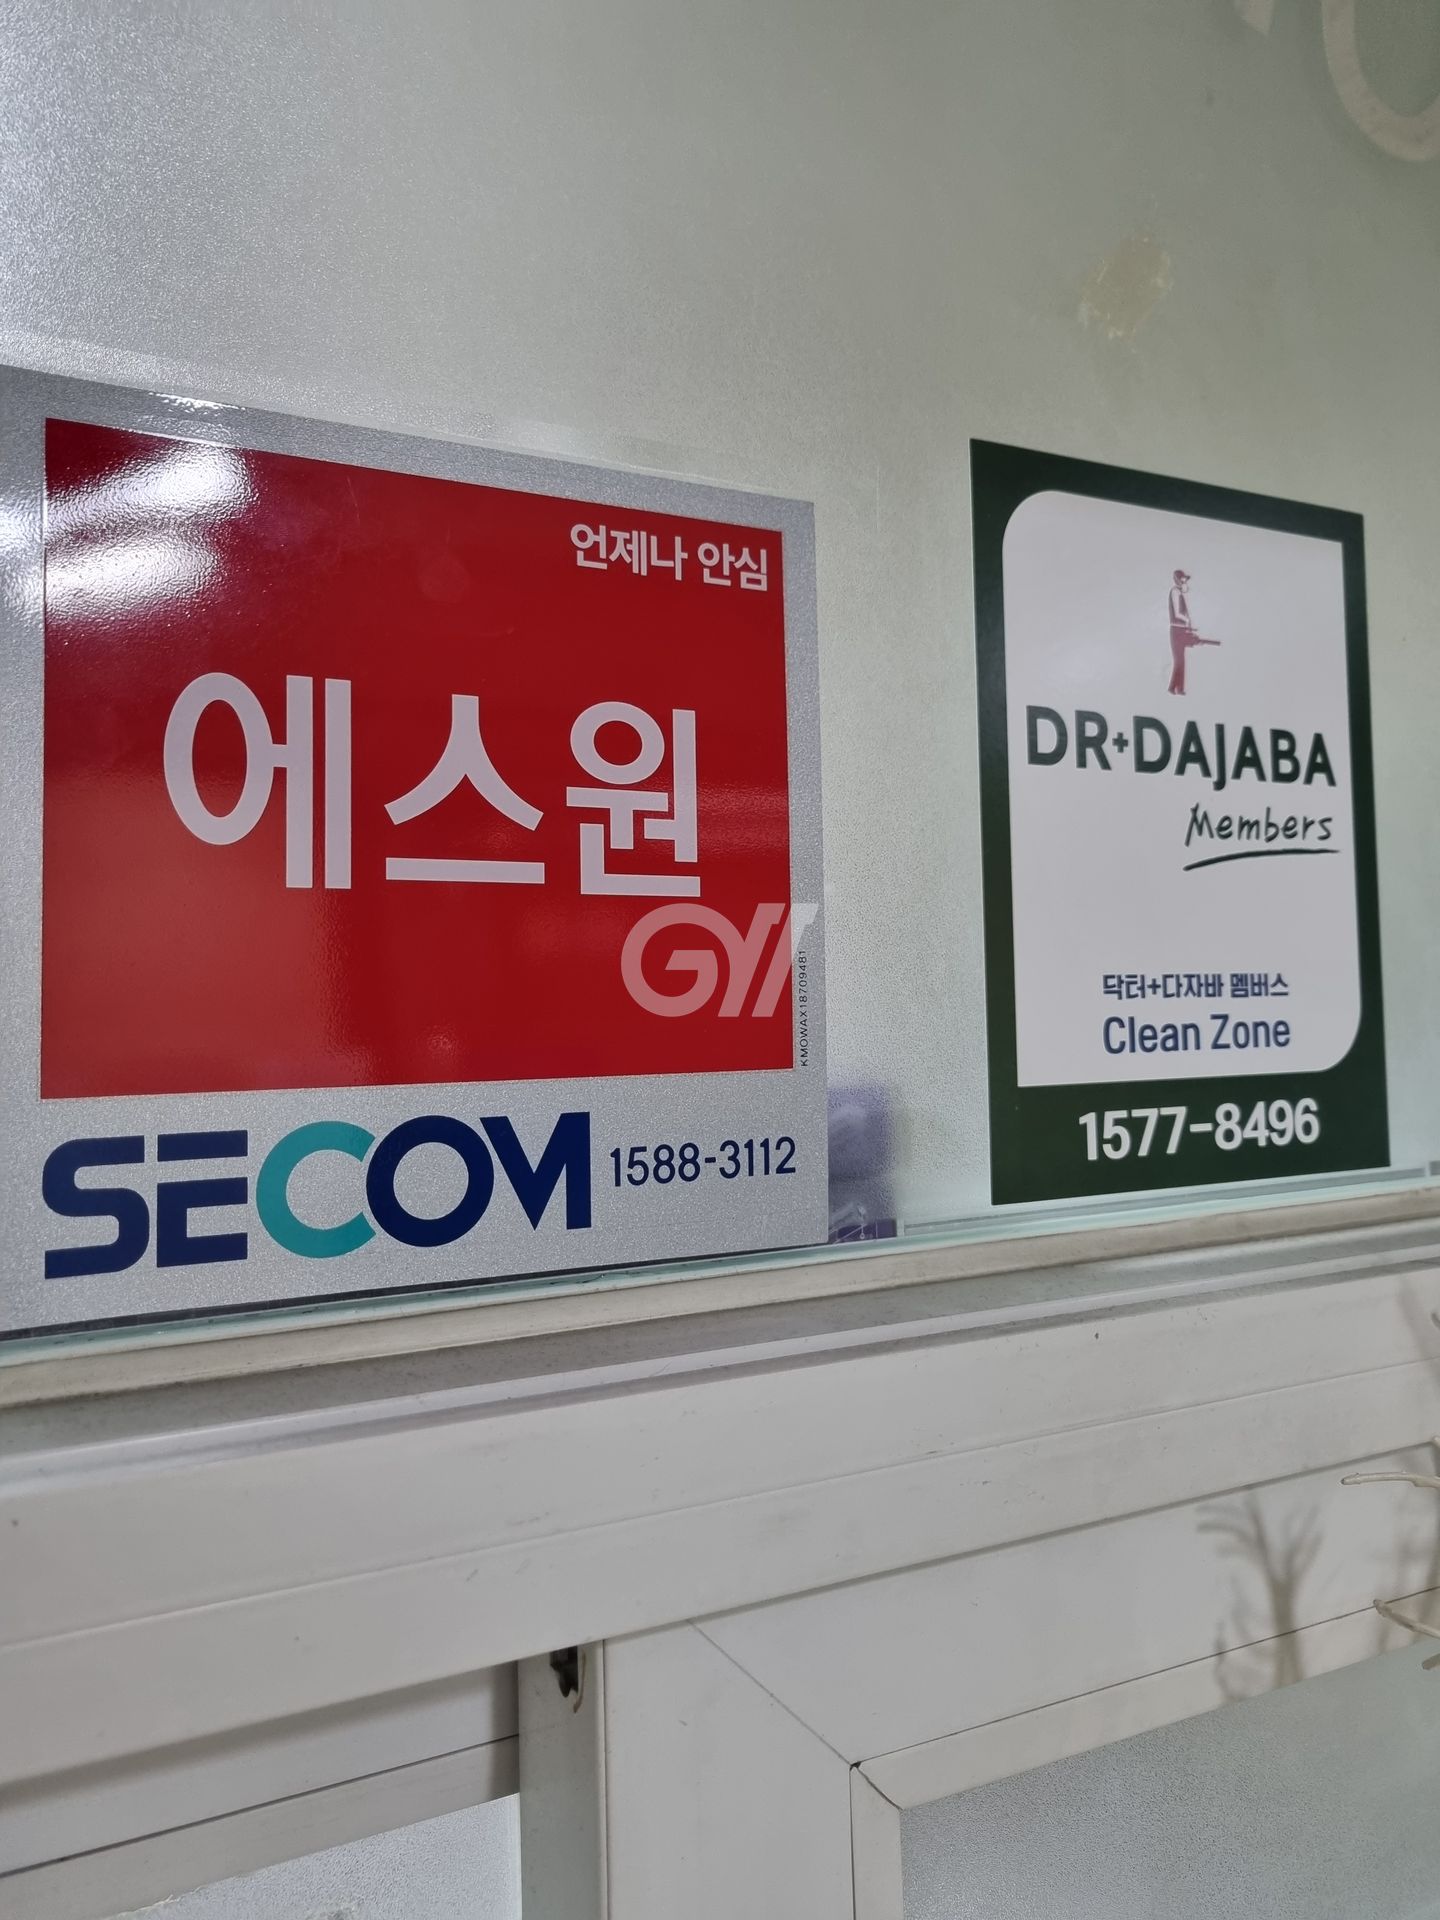 언제나 안심
에스원
KMOWAX18709481
SECOM 1588-3112
GW
DR+DAJABA
Members
닥터+다자바 멤버스
Clean Zone
1577-8496